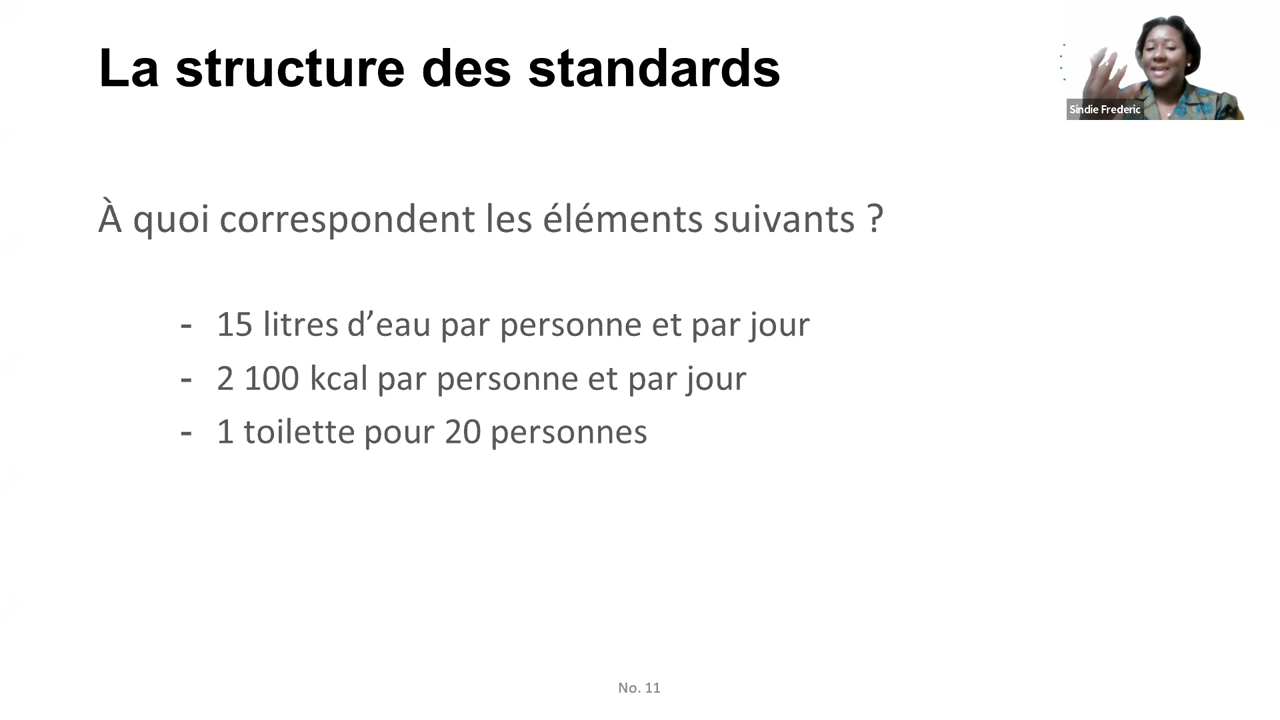 La structure des standards
Sindie Frederic
À quoi correspondent les éléments suivants ?
- 15 litres d’eau par personne et par jour
- 2 100 kcal par personne et par jour
- 1 toilette pour 20 personnes
No. 11